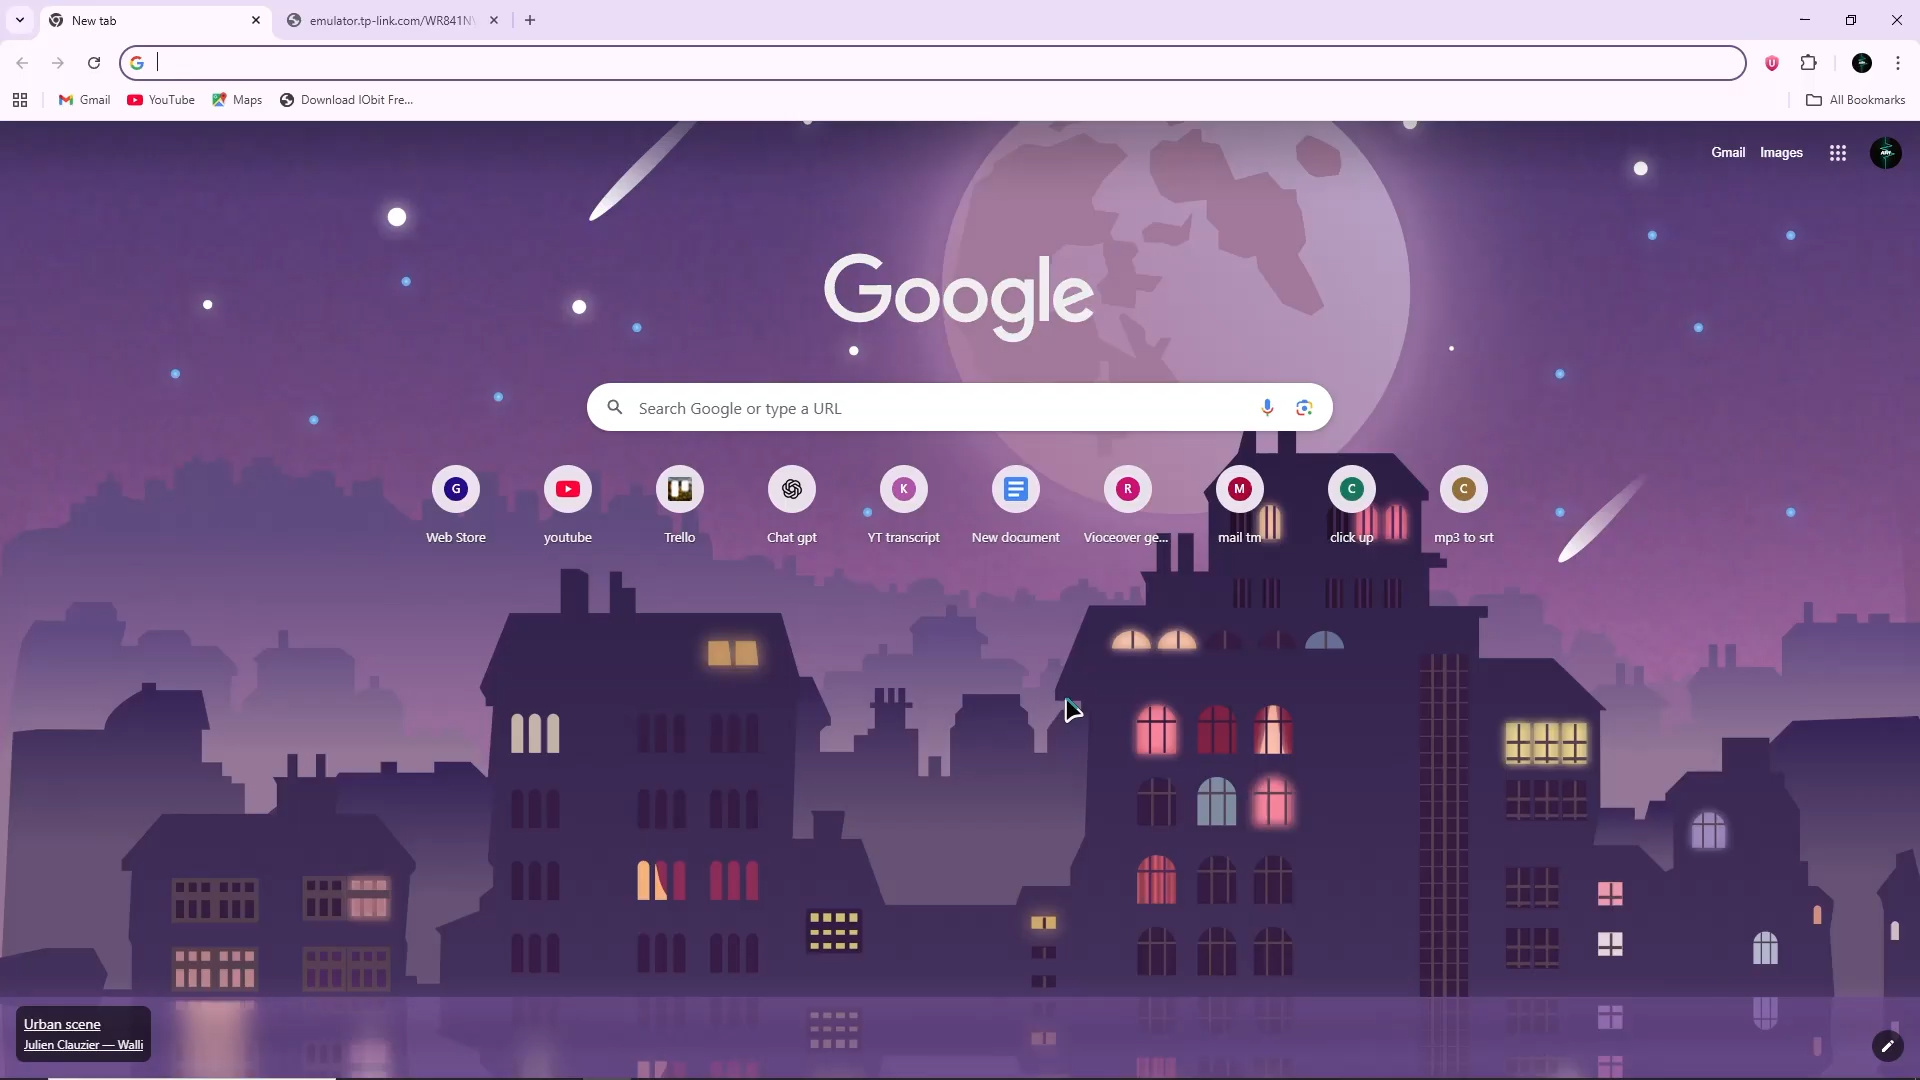 New tab
emulator.tp-link.com/WR841N
Gmail
YouTube
Maps
Download IObit Fre...
All Bookmarks
Gmail
Images
Google
Search Google or type a URL
G
K
R
M
C
C
Web Store
youtube
Trello
Chat gpt
YT transcript
New document
Vioceover ge...
mail tm
click up
mp3 to srt
Urban scene
Julien Clauzier — Walli